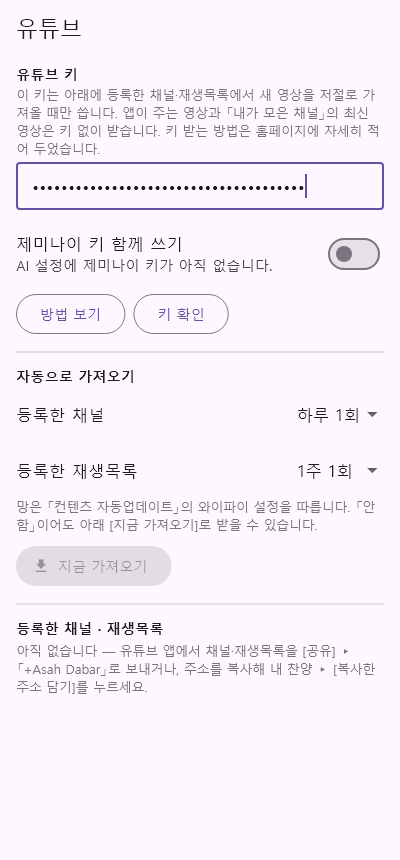 유튜브
유튜브 키
이 키는 아래에 등록한 채널·재생목록에서 새 영상을 저절로 가
져올 때만 씁니다. 앱이 주는 영상과 「내가 모은 채널」의 최신
영상은 키 없이 받습니다. 키 받는 방법은 홈페이지에 자세히 적
어 두었습니다.
••••••••••••••••••••••••••••••••••••••
제미나이 키 함께 쓰기
AI 설정에 제미나이 키가 아직 없습니다.
방법 보기
키 확인
자동으로 가져오기
등록한 채널
하루 1회
등록한 재생목록
1주 1회
망은 「컨텐츠 자동업데이트」의 와이파이 설정을 따릅니다. 「안
함」이어도 아래 [지금 가져오기]로 받을 수 있습니다.
지금 가져오기
등록한 채널 · 재생목록
아직 없습니다 — 유튜브 앱에서 채널·재생목록을 [공유] ▸
「+Asah Dabar」로 보내거나, 주소를 복사해 내 찬양 ▸ [복사한
주소 담기]를 누르세요.